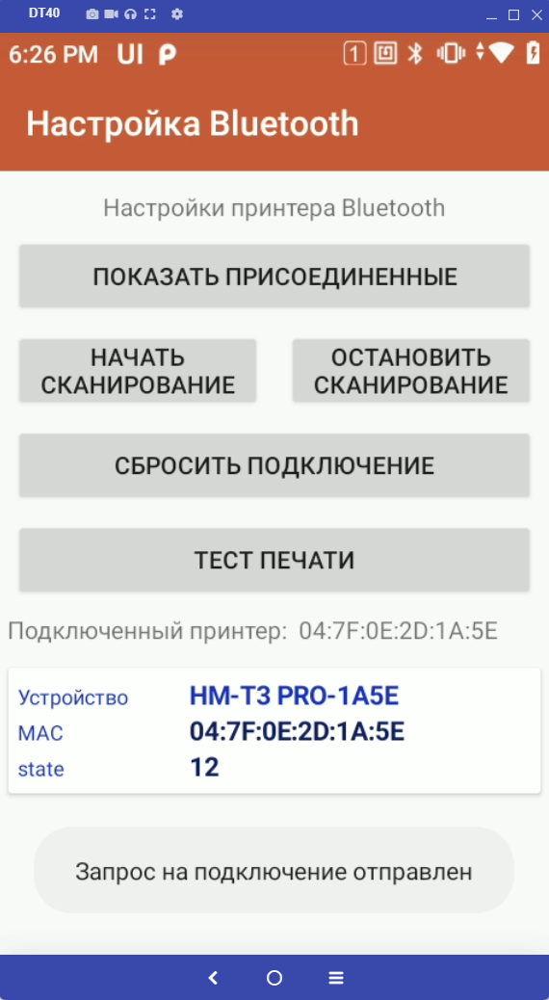 DT40
6:26 PM UI
1
Настройка Bluetooth
Настройки принтера Bluetooth
ПОКАЗАТЬ ПРИСОЕДИНЕННЫЕ
НАЧАТЬ
СКАНИРОВАНИЕ
ОСТАНОВИТЬ
СКАНИРОВАНИЕ
СБРОСИТЬ ПОДКЛЮЧЕНИЕ
ТЕСТ ПЕЧАТИ
Подключенный принтер: 04:7F:0E:2D:1A:5E
Устройство HM-T3 PRO-1A5E
MAC 04:7F:0E:2D:1A:5E
state 12
Запрос на подключение отправлен